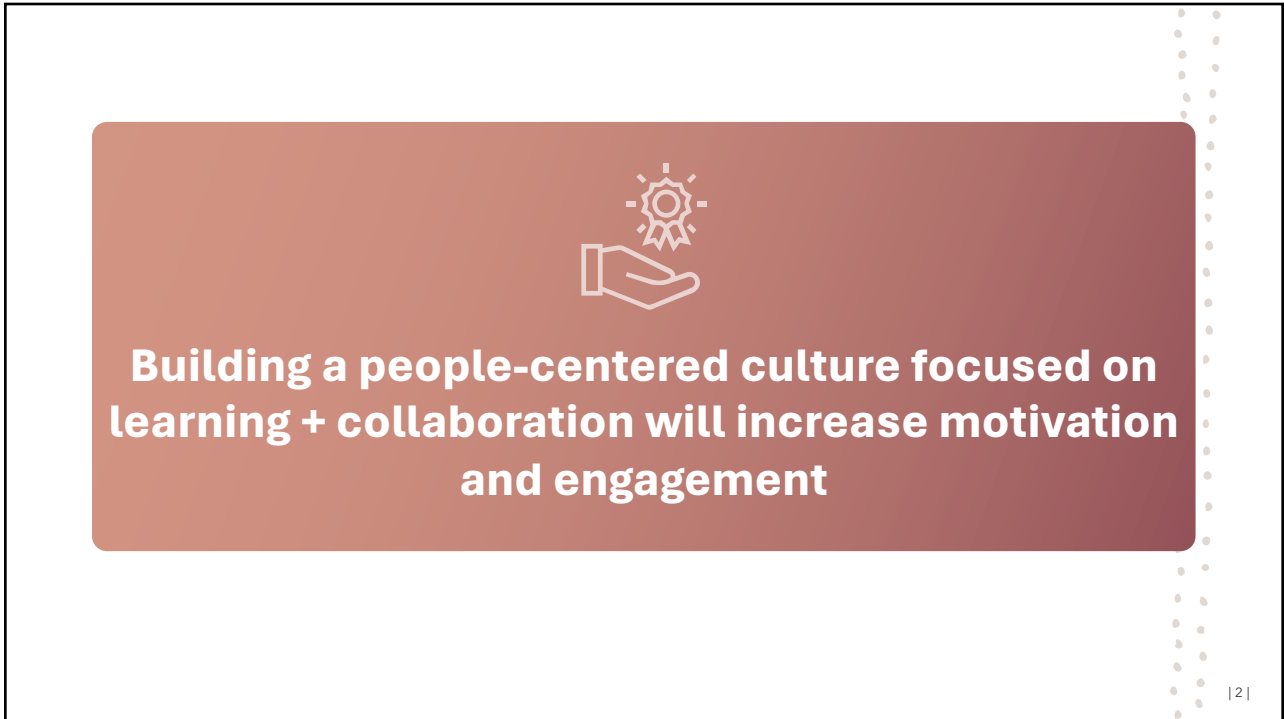 Building a people-centered culture focused on
learning + collaboration will increase motivation
and engagement
| 2 |